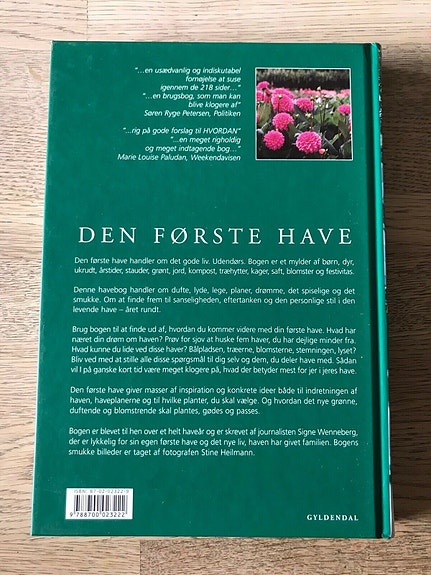 "...en usædvanlig og indiskutabel
fornøjelse at suse
igennem de 218 sider..."
"...en brugsbog, som man kan
blive klogere af"
Søren Ryge Petersen, Politiken
"...rig på gode forslag til HVORDAN"
"...en meget righoldig
og meget indtagende bog..."
Marie Louise Paludan, Weekendavisen
DEN FØRSTE HAVE
Den første have handler om det gode liv. Udendørs. Bogen er et mylder af børn, dyr,
ukrudt, årstider, stauder, grønt, jord, kompost, træhytter, kager, saft, blomster og festivitas.
Denne havebog handler om dufte, lyde, lege, planer, drømme, det spiselige og det
smukke. Om at finde frem til sanseligheden, eftertanken og den personlige stil i den
levende have – året rundt.
Brug bogen til at finde ud af, hvordan du kommer videre med din første have. Hvad har
næret din drøm om haven? Prøv for sjov at huske fem haver, du har dejlige minder fra.
Hvad kunne du lide ved disse haver? Bålpladsen, træerne, blomsterne, stemningen, lyset?
Bliv ved med at stille alle disse spørgsmål til dig selv og dem, du deler have med. Sådan
vil I på ganske kort tid være meget klogere på, hvad der betyder mest for jer i jeres have.
Den første have giver masser af inspiration og konkrete ideer både til indretningen af
haven, haveplanerne og til hvilke planter, du skal vælge. Og hvordan det nye grønne,
duftende og blomstrende skal plantes, gødes og passes.
Bogen er blevet til hen over et helt haveår og er skrevet af journalisten Signe Wenneberg,
der er lykkelig for sin egen første have og det nye liv, haven har givet familien. Bogens
smukke billeder er taget af fotografen Stine Heilmann.
ISBN 87-02-02322-9
9 788700 023222
GYLDENDAL